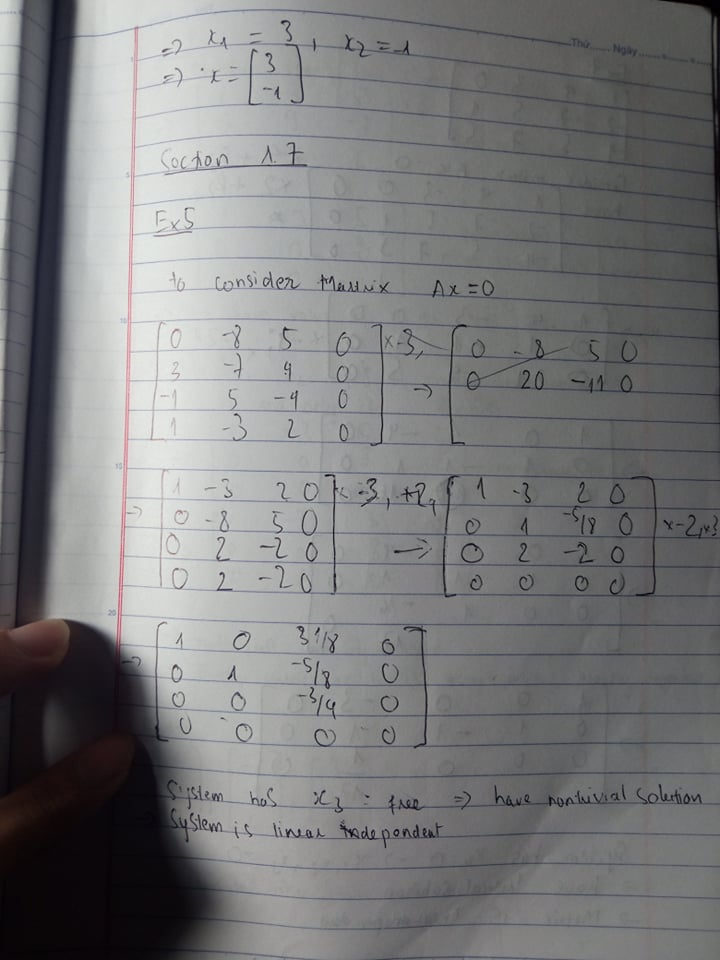 => x₁ = 3, x₂ = -1
Thứ...... Ngày......
=> x = [3
-1]
Section 1.7
Ex5
to consider Matrix Ax = 0
[0 -8 5 0] x-3, [0 -8 5 0
3 -7 4 0 → 0 20 -11 0
-1 5 -4 0
1 -3 2 0]
→ [1 -3 2 0] x-3, +2, [1 -3 2 0]
0 -8 5 0 → 0 1 -5/8 0 x-2, x3
0 2 -2 0 0 2 -2 0
0 2 -2 0 0 0 0 0
→ [1 0 31/8 0]
0 1 -5/8 0
0 0 -3/4 0
0 0 0 0
System has x₃ = free => have nontrivial solution
System is linear independent